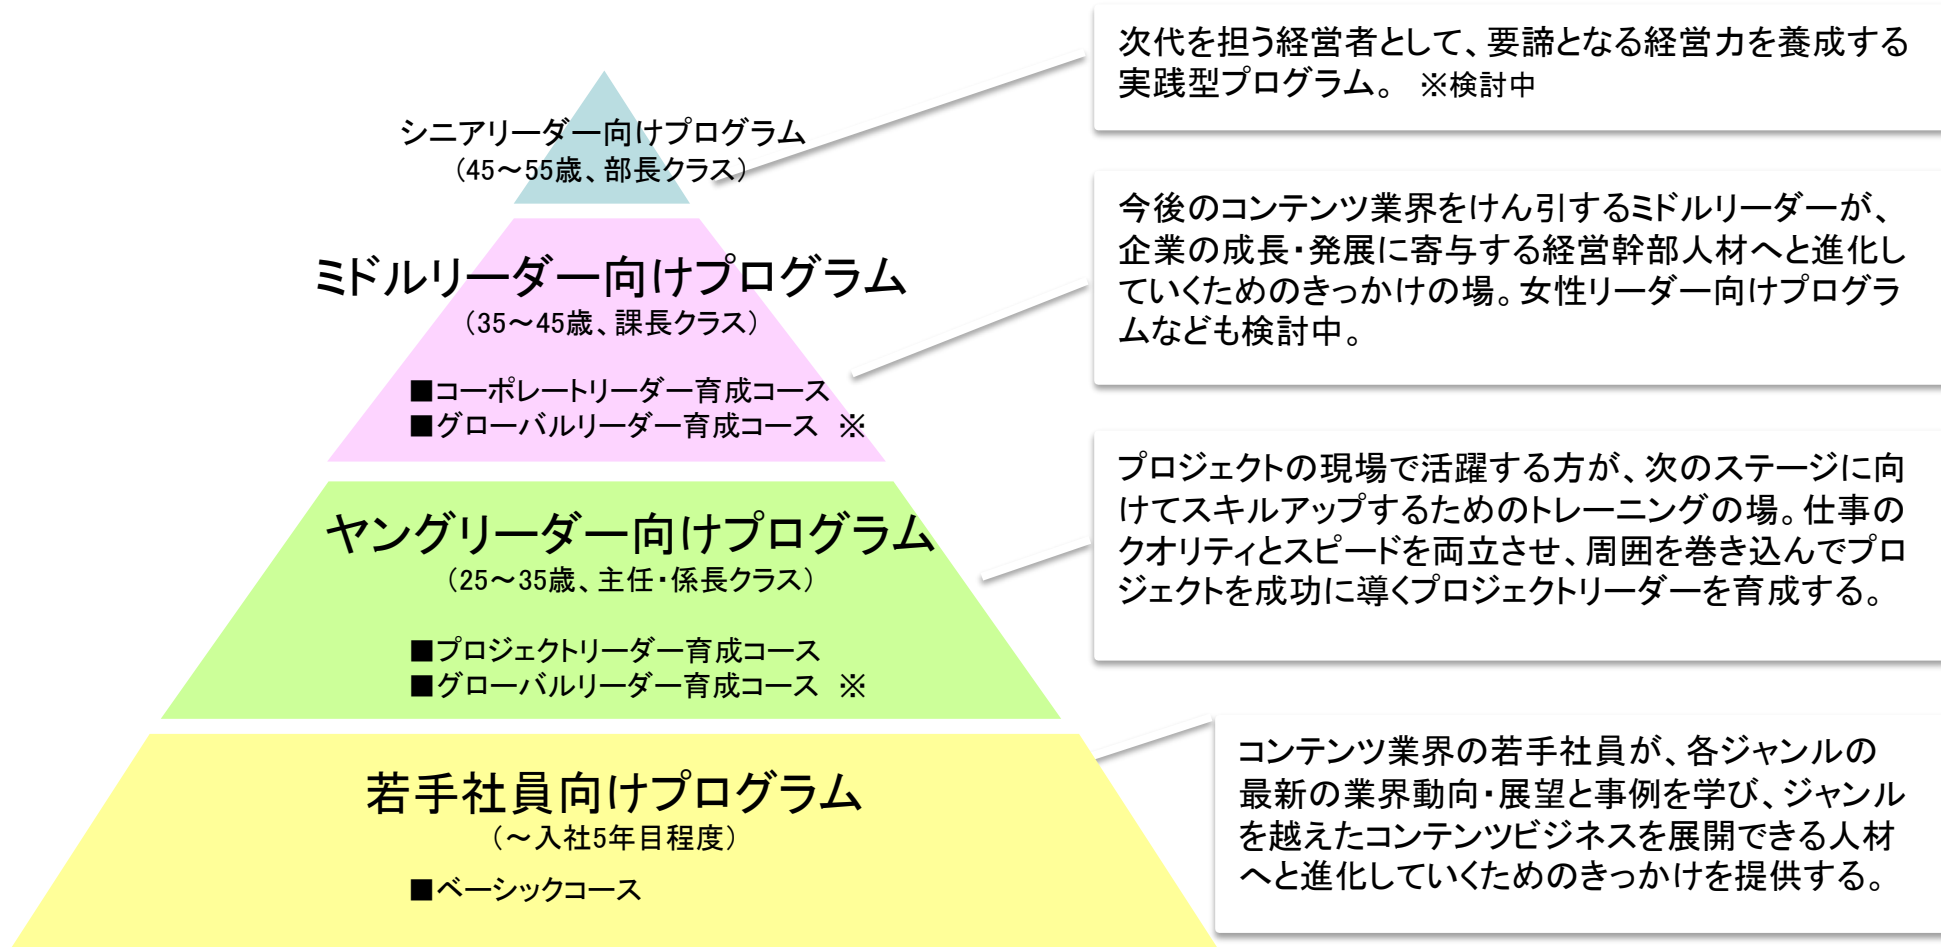 シニアリーダー向けプログラム
（45～55歳、部長クラス）
次代を担う経営者として、要諦となる経営力を養成する
実践型プログラム。 ※検討中
ミドルリーダー向けプログラム
（35～45歳、課長クラス）
■コーポレートリーダー育成コース
■グローバルリーダー育成コース ※
今後のコンテンツ業界をけん引するミドルリーダーが、
企業の成長・発展に寄与する経営幹部人材へと進化し
ていくためのきっかけの場。女性リーダー向けプログラ
ムなども検討中。
ヤングリーダー向けプログラム
（25～35歳、主任・係長クラス）
■プロジェクトリーダー育成コース
■グローバルリーダー育成コース ※
プロジェクトの現場で活躍する方が、次のステージに向
けてスキルアップするためのトレーニングの場。仕事の
クオリティとスピードを両立させ、周囲を巻き込んでプロ
ジェクトを成功に導くプロジェクトリーダーを育成する。
若手社員向けプログラム
（～入社5年目程度）
■ベーシックコース
コンテンツ業界の若手社員が、各ジャンルの
最新の業界動向・展望と事例を学び、ジャンル
を越えたコンテンツビジネスを展開できる人材
へと進化していくためのきっかけを提供する。